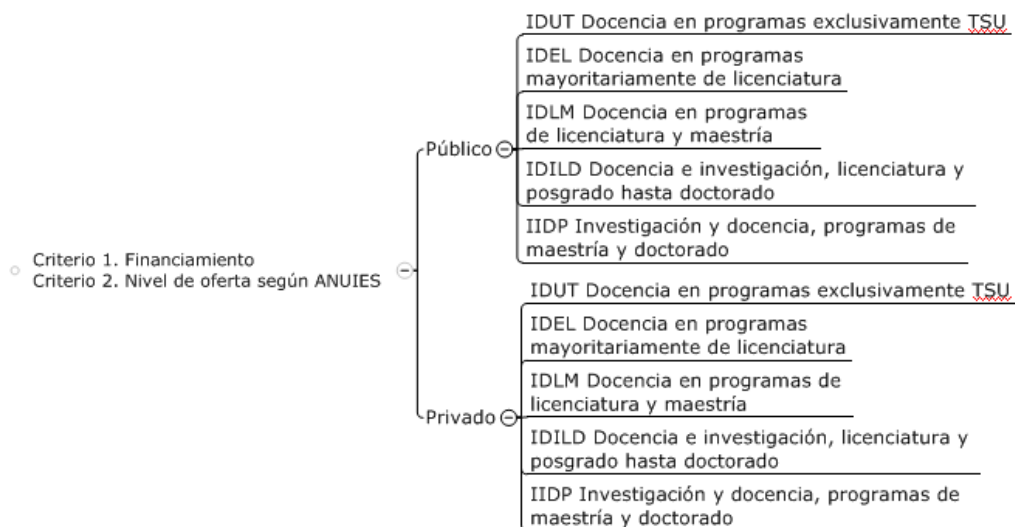 Criterio 1. Financiamiento
Criterio 2. Nivel de oferta según ANUIES
Público
IDUT Docencia en programas exclusivamente TSU
IDEL Docencia en programas
mayoritariamente de licenciatura
IDLM Docencia en programas
de licenciatura y maestría
IDILD Docencia e investigación, licenciatura y
posgrado hasta doctorado
IIDP Investigación y docencia, programas de
maestría y doctorado
Privado
IDUT Docencia en programas exclusivamente TSU
IDEL Docencia en programas
mayoritariamente de licenciatura
IDLM Docencia en programas de
licenciatura y maestría
IDILD Docencia e investigación, licenciatura y
posgrado hasta doctorado
IIDP Investigación y docencia, programas de
maestría y doctorado